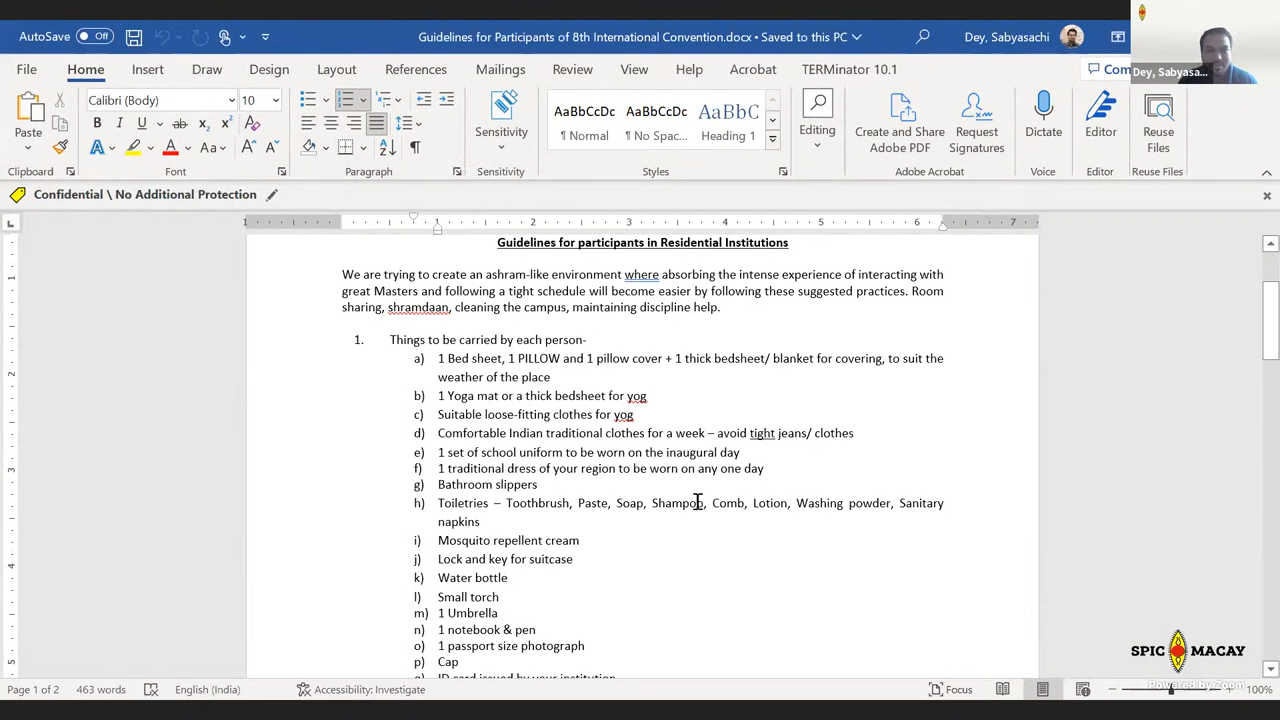 AutoSave Off
Guidelines for Participants of 8th International Convention.docx • Saved to this PC
Dey, Sabyasachi
Dey, Sabyasa...
File Home Insert Draw Design Layout References Mailings Review View Help Acrobat TERMinator 10.1 Com
Calibri (Body) 10
AaBbCcDc AaBbCcDc AaBbC
¶ Normal ¶ No Spac... Heading 1
Paste Sensitivity Editing Create and Share Adobe PDF Request Signatures Dictate Editor Reuse Files
Clipboard Font Paragraph Sensitivity Styles Adobe Acrobat Voice Editor Reuse Files
Confidential \ No Additional Protection
1 1 2 3 4 5 6 7
Guidelines for participants in Residential Institutions
We are trying to create an ashram-like environment where absorbing the intense experience of interacting with
great Masters and following a tight schedule will become easier by following these suggested practices. Room
sharing, shramdaan, cleaning the campus, maintaining discipline help.
1. Things to be carried by each person-
a) 1 Bed sheet, 1 PILLOW and 1 pillow cover + 1 thick bedsheet/ blanket for covering, to suit the
weather of the place
b) 1 Yoga mat or a thick bedsheet for yog
c) Suitable loose-fitting clothes for yog
d) Comfortable Indian traditional clothes for a week – avoid tight jeans/ clothes
e) 1 set of school uniform to be worn on the inaugural day
f) 1 traditional dress of your region to be worn on any one day
g) Bathroom slippers
h) Toiletries – Toothbrush, Paste, Soap, Shampoo, Comb, Lotion, Washing powder, Sanitary
napkins
i) Mosquito repellent cream
j) Lock and key for suitcase
k) Water bottle
l) Small torch
m) 1 Umbrella
n) 1 notebook & pen
o) 1 passport size photograph
p) Cap
q) ID card issued by your institution
SPIC MACAY
Powered by Zoom
Page 1 of 2 463 words English (India) Accessibility: Investigate Focus 100%